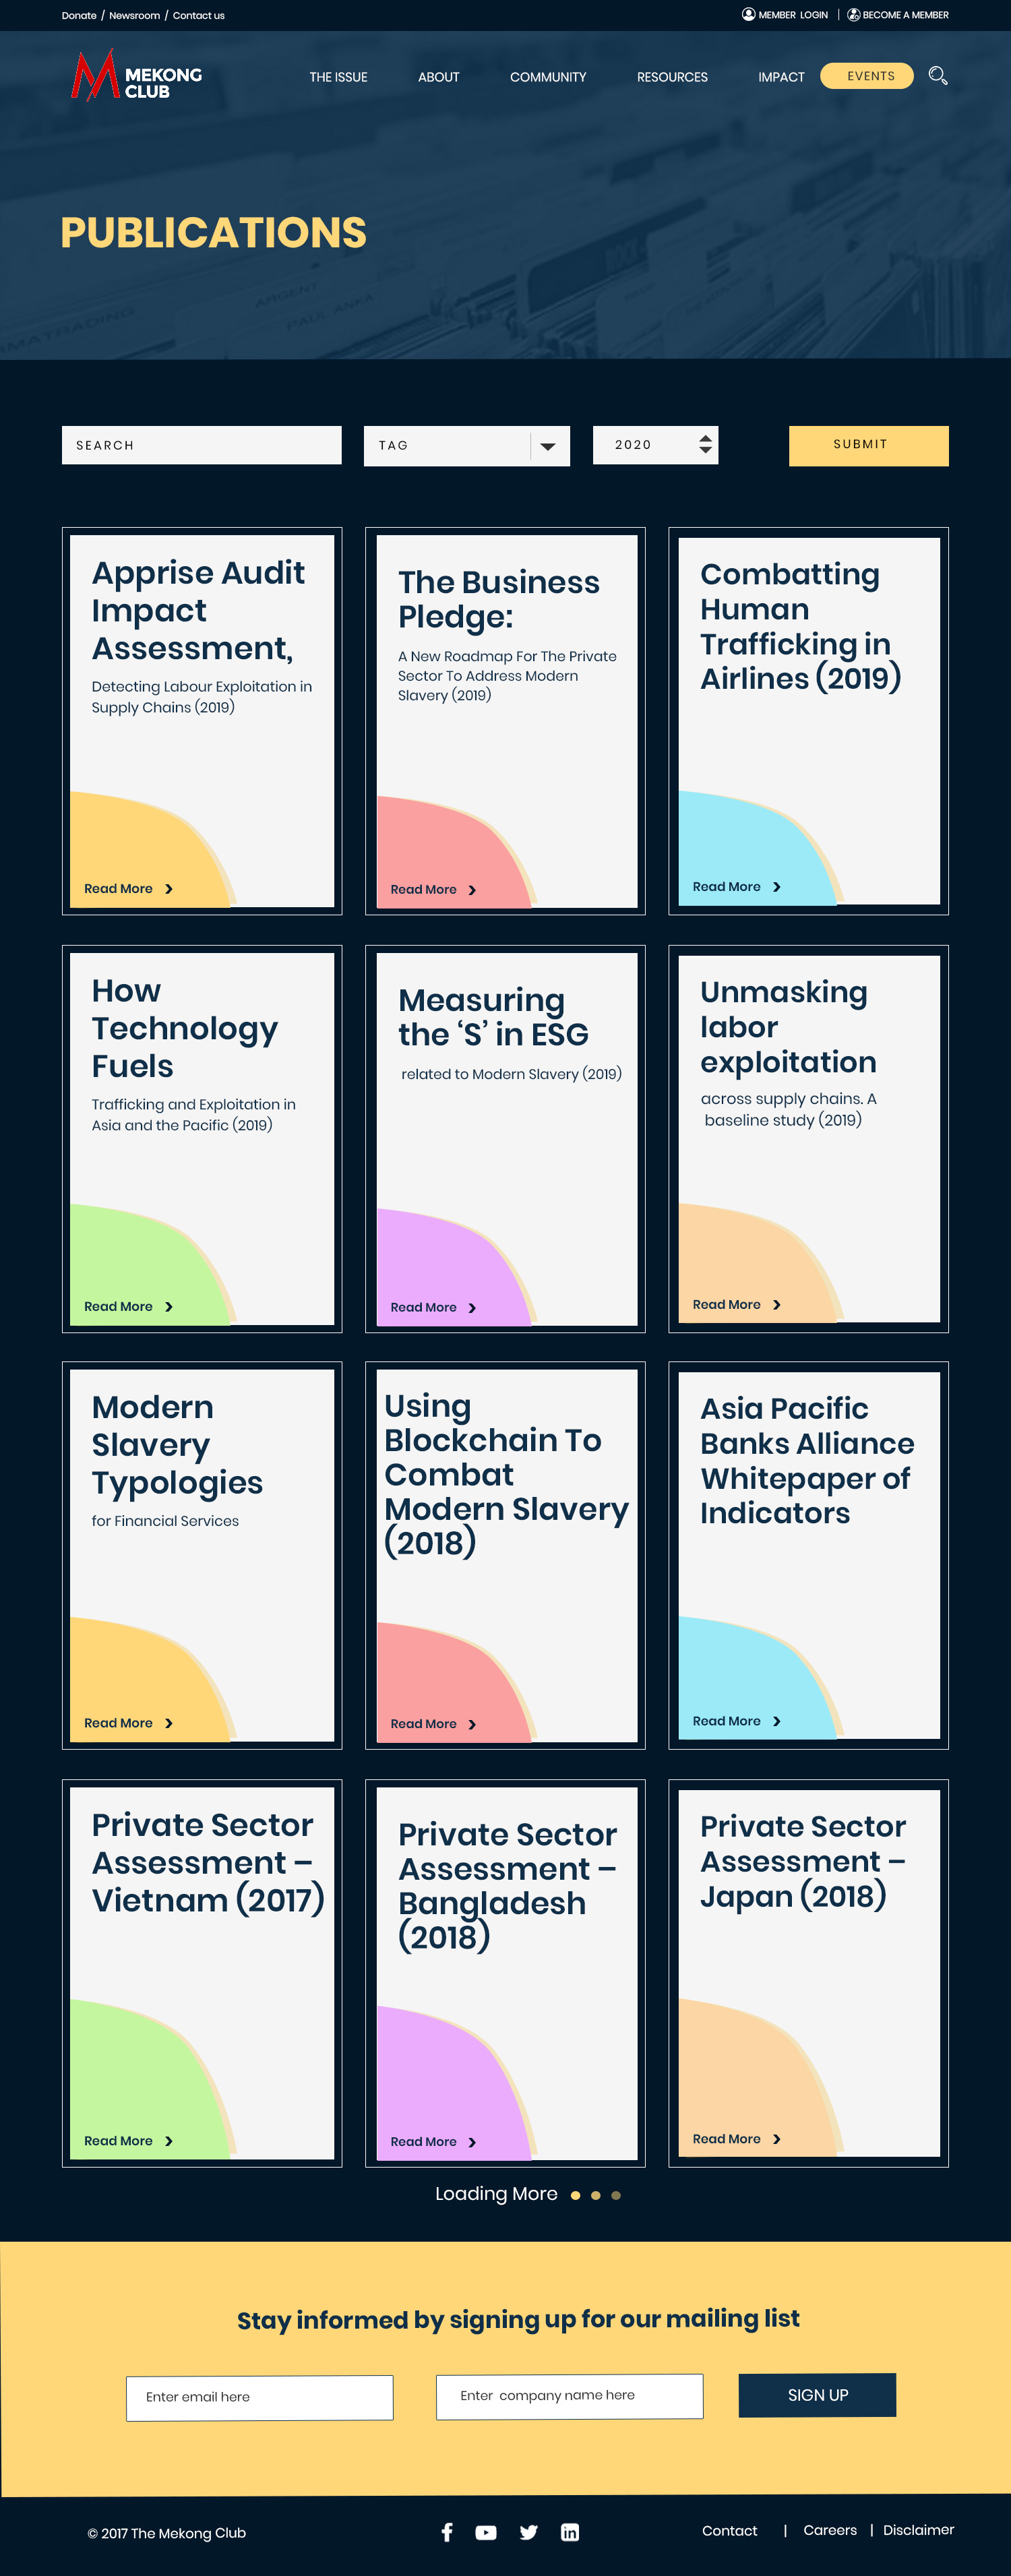 Donate / Newsroom / Contact us
MEMBER LOGIN | BECOME A MEMBER
MEKONG
CLUB
THE ISSUE ABOUT COMMUNITY RESOURCES IMPACT EVENTS
PUBLICATIONS
ARGENT
PAUL ANKA
SEARCH TAG 2020 SUBMIT
Apprise Audit
Impact
Assessment,
Detecting Labour Exploitation in
Supply Chains (2019)
Read More
The Business
Pledge:
A New Roadmap For The Private
Sector To Address Modern
Slavery (2019)
Read More
Combatting
Human
Trafficking in
Airlines (2019)
Read More
How
Technology
Fuels
Trafficking and Exploitation in
Asia and the Pacific (2019)
Read More
Measuring
the ‘S’ in ESG
related to Modern Slavery (2019)
Read More
Unmasking
labor
exploitation
across supply chains. A
baseline study (2019)
Read More
Modern
Slavery
Typologies
for Financial Services
Read More
Using
Blockchain To
Combat
Modern Slavery
(2018)
Read More
Asia Pacific
Banks Alliance
Whitepaper of
Indicators
Read More
Private Sector
Assessment –
Vietnam (2017)
Read More
Private Sector
Assessment –
Bangladesh
(2018)
Read More
Private Sector
Assessment –
Japan (2018)
Read More
Loading More
Stay informed by signing up for our mailing list
Enter email here Enter company name here SIGN UP
© 2017 The Mekong Club
Contact | Careers | Disclaimer